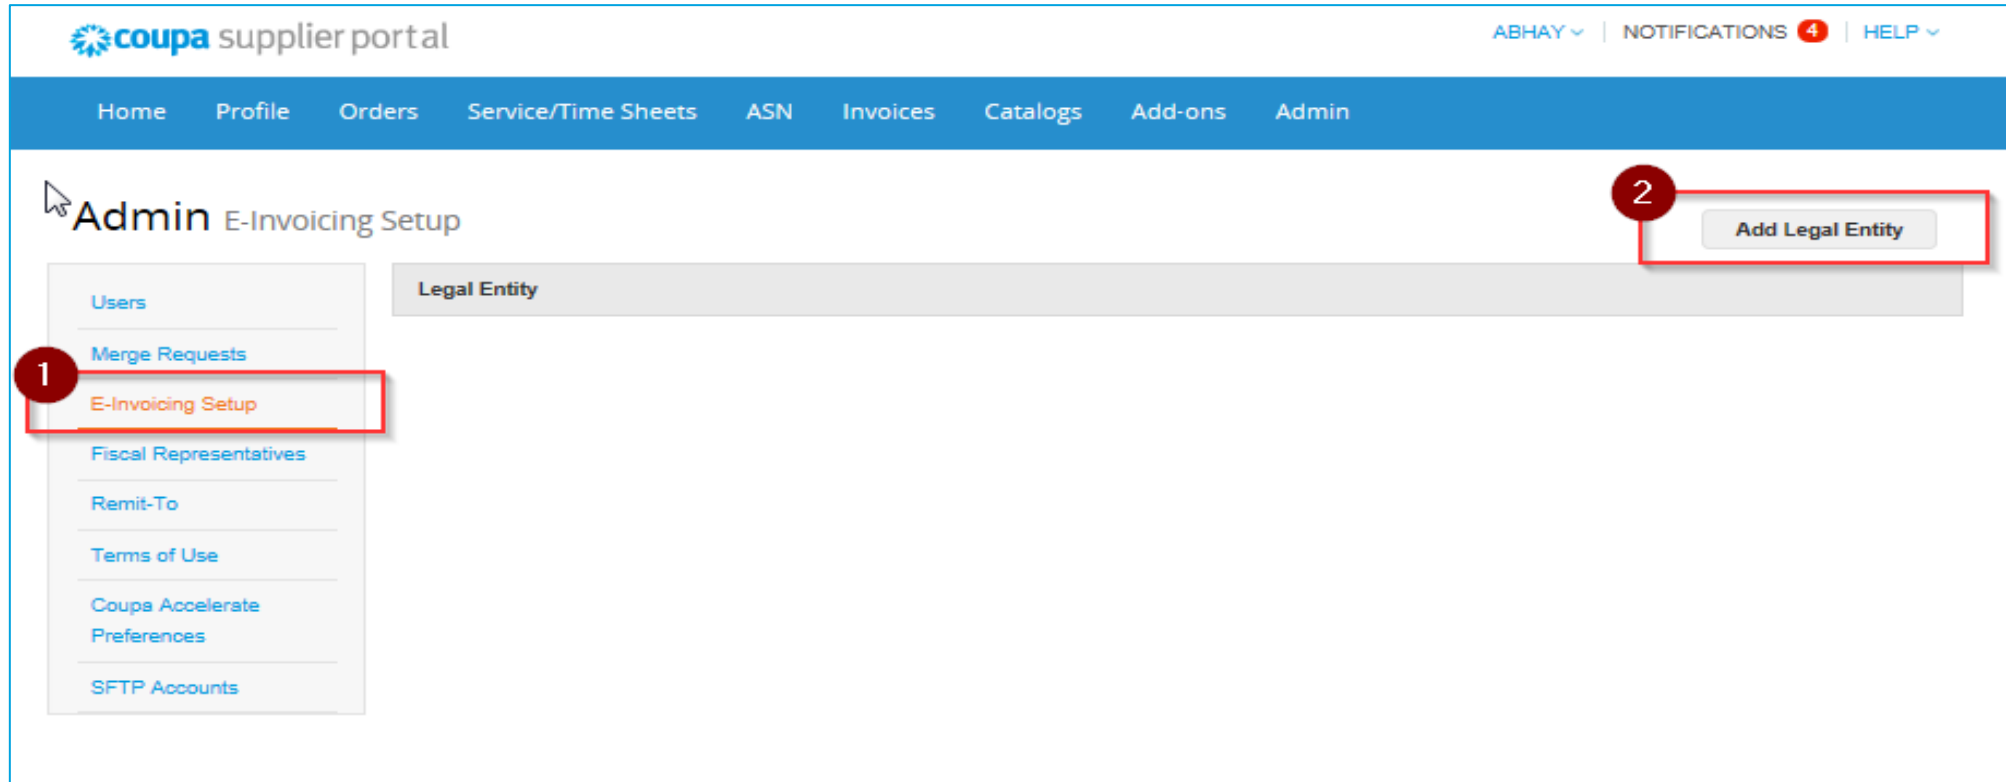 coupa supplier portal
ABHAY | NOTIFICATIONS 4 | HELP
Home Profile Orders Service/Time Sheets ASN Invoices Catalogs Add-ons Admin
Admin E-Invoicing Setup
2
Add Legal Entity
Legal Entity
Users
Merge Requests
1
E-Invoicing Setup
Fiscal Representatives
Remit-To
Terms of Use
Coupa Accelerate
Preferences
SFTP Accounts